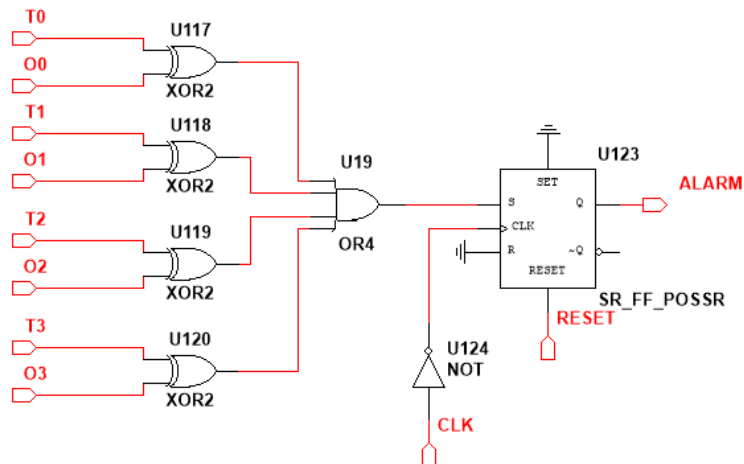 T0
U117
O0
XOR2
T1
U118
O1
XOR2
U19
OR4
T2
U119
O2
XOR2
T3
U120
O3
XOR2
U123
SET
S
Q
CLK
R
~Q
RESET
SR_FF_POSSR
ALARM
RESET
U124
NOT
CLK